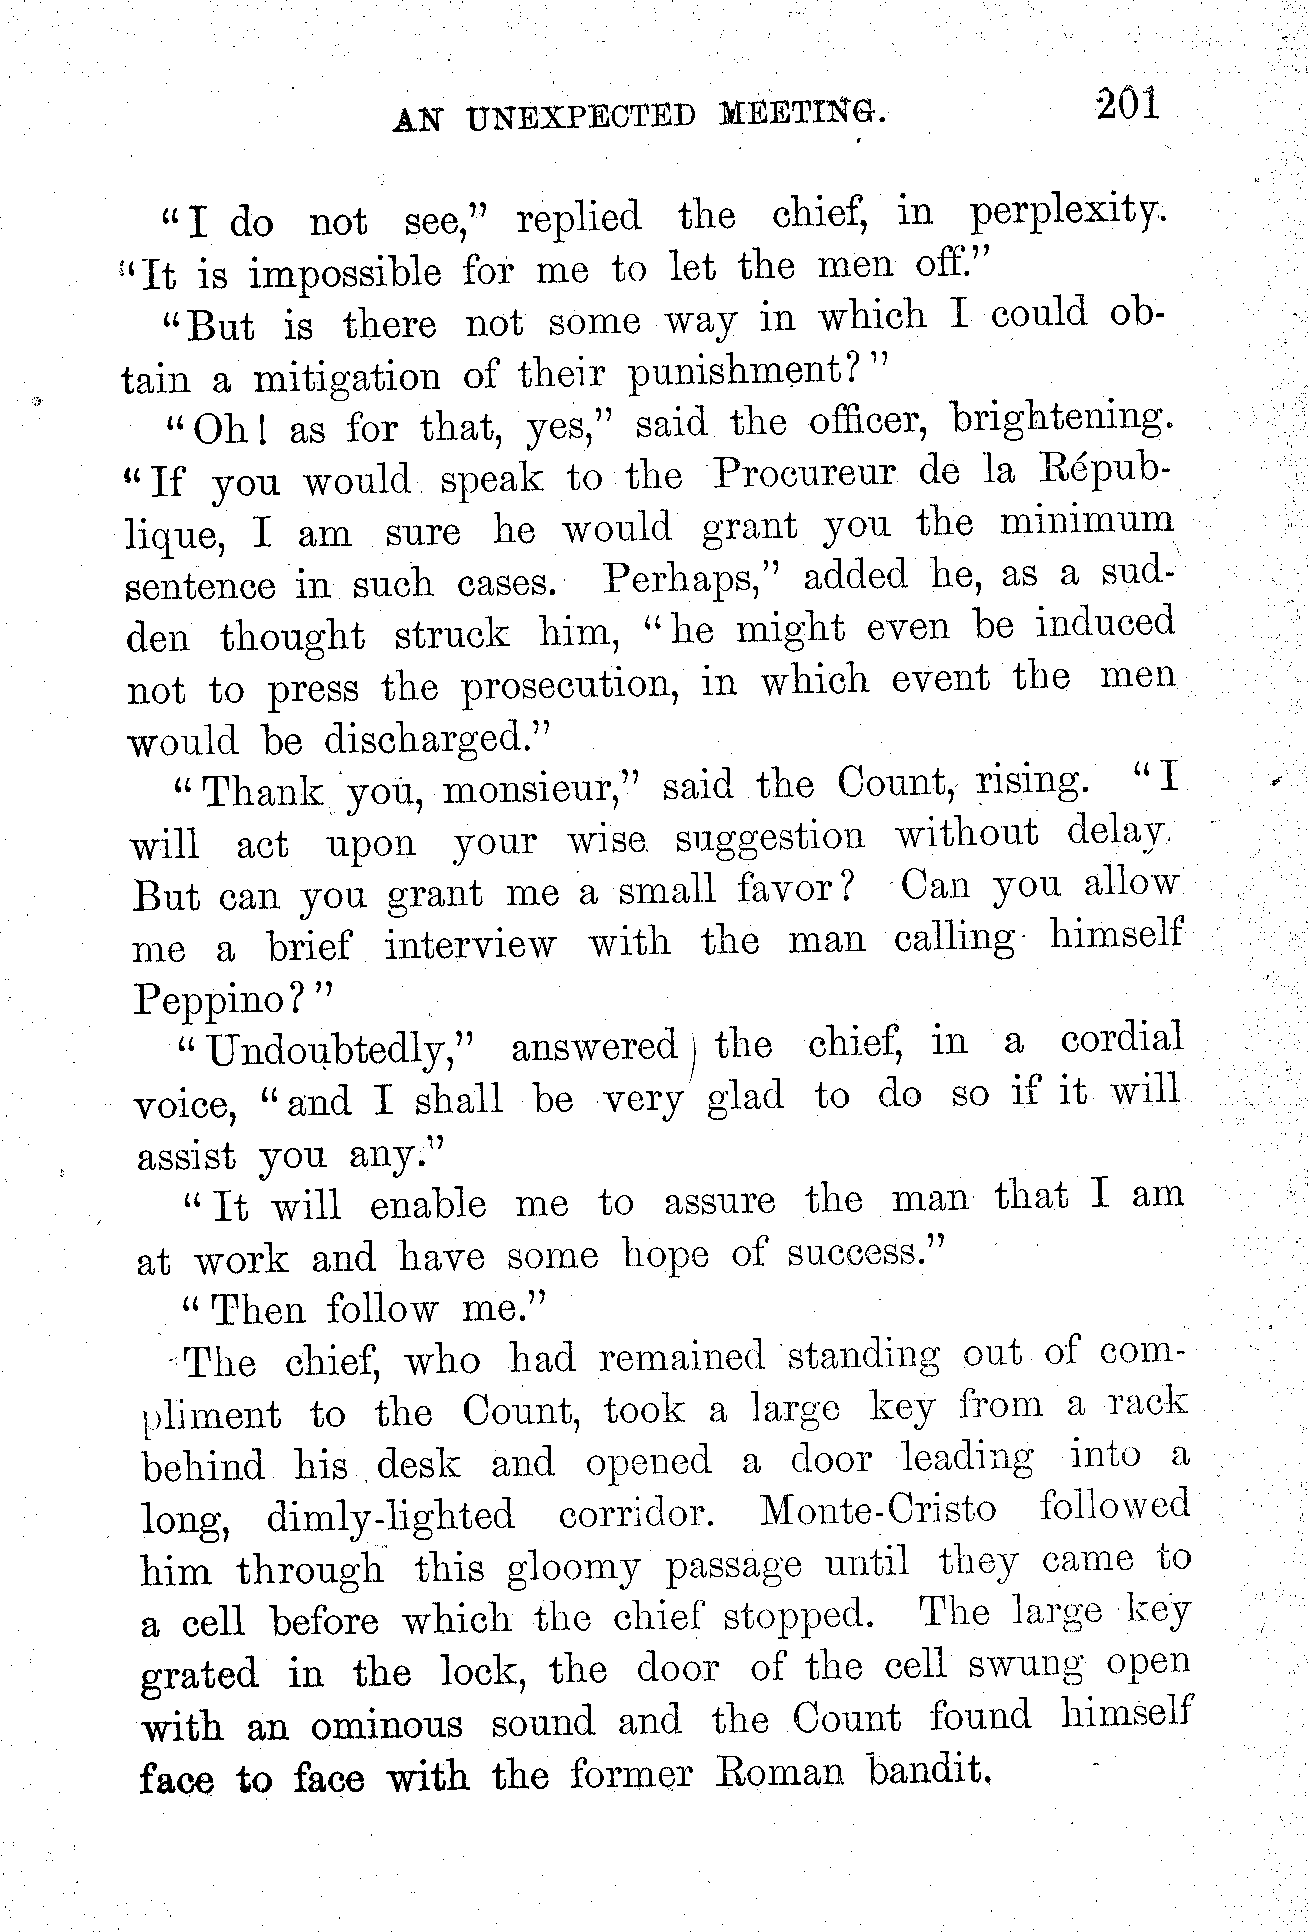 AN UNEXPECTED MEETING. 201
“I do not see,” replied the chief, in perplexity.
“It is impossible for me to let the men off.”
“But is there not some way in which I could ob-
tain a mitigation of their punishment?”
“Oh! as for that, yes,” said the officer, brightening.
“If you would speak to the Procureur de la Répub-
lique, I am sure he would grant you the minimum
sentence in such cases. Perhaps,” added he, as a sud-
den thought struck him, “he might even be induced
not to press the prosecution, in which event the men
would be discharged.”
“Thank you, monsieur,” said the Count, rising. “I
will act upon your wise suggestion without delay.
But can you grant me a small favor? Can you allow
me a brief interview with the man calling himself
Peppino?”
“Undoubtedly,” answered the chief, in a cordial
voice, “and I shall be very glad to do so if it will
assist you any.”
“It will enable me to assure the man that I am
at work and have some hope of success.”
“Then follow me.”
The chief, who had remained standing out of com-
pliment to the Count, took a large key from a rack
behind his desk and opened a door leading into a
long, dimly-lighted corridor. Monte-Cristo followed
him through this gloomy passage until they came to
a cell before which the chief stopped. The large key
grated in the lock, the door of the cell swung open
with an ominous sound and the Count found himself
face to face with the former Roman bandit.